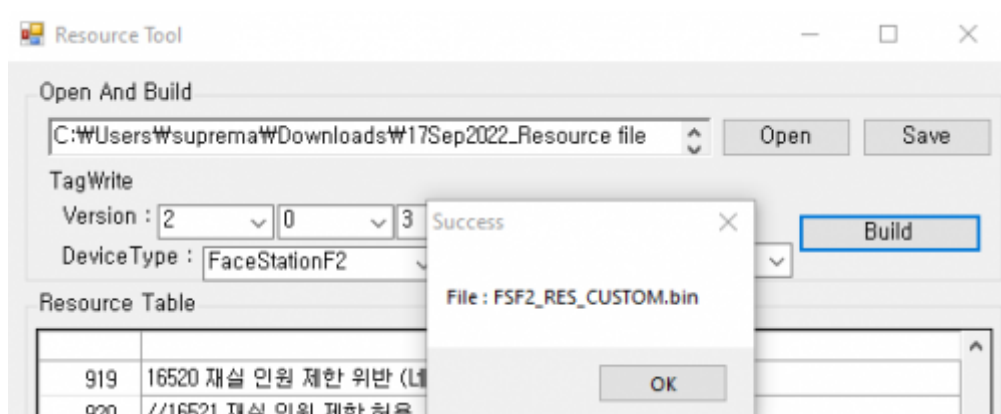 Resource Tool
Open And Build
C:₩Users₩suprema₩Downloads₩17Sep2022_Resource file
Open
Save
TagWrite
Version : 2 0 3
Build
DeviceType : FaceStationF2
Success
File : FSF2_RES_CUSTOM.bin
OK
Resource Table
919 16520 재실 인원 제한 위반
920 //16521 재실 인원 제한 허용